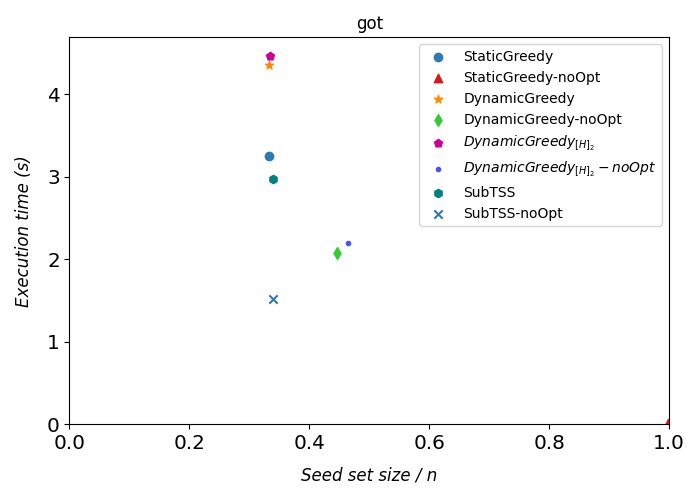 got
StaticGreedy
StaticGreedy-noOpt
DynamicGreedy
DynamicGreedy-noOpt
DynamicGreedy[H]2
DynamicGreedy[H]2 − noOpt
SubTSS
SubTSS-noOpt
Execution time (s)
4
3
2
1
0
0.0 0.2 0.4 0.6 0.8 1.0
Seed set size / n